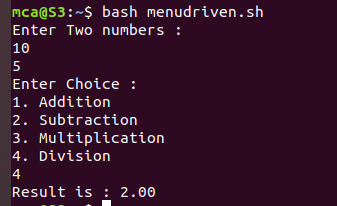 mca@S3:~$ bash menudriven.sh
Enter Two numbers :
10
5
Enter Choice :
1. Addition
2. Subtraction
3. Multiplication
4. Division
4
Result is : 2.00